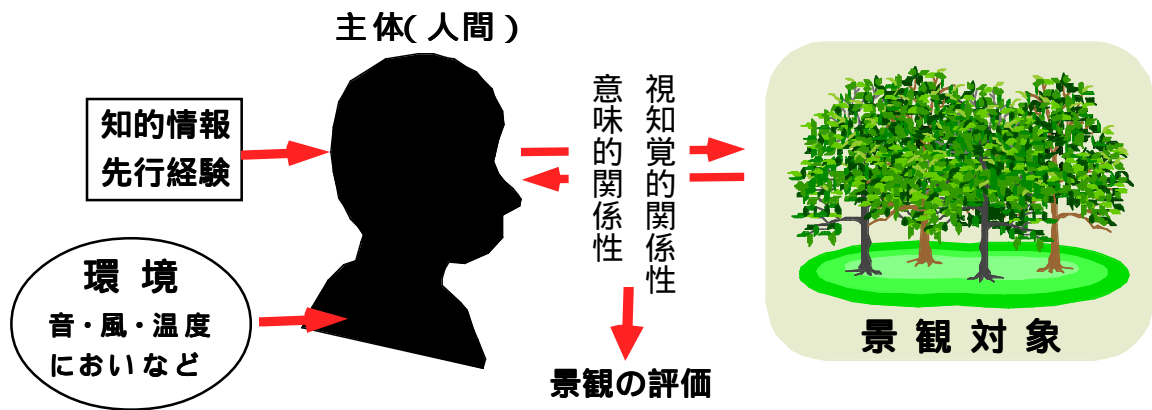 主体(人間)
知的情報
先行経験
環境
音・風・温度
においなど
視知覚的関係性
意味的関係性
景観の評価
景観対象